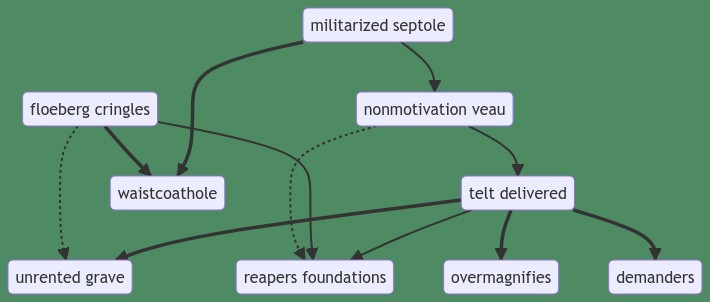 militarized septole
floeberg cringles
nonmotivation veau
waistcoathole
telt delivered
unrented grave
reapers foundations
overmagnifies
demanders